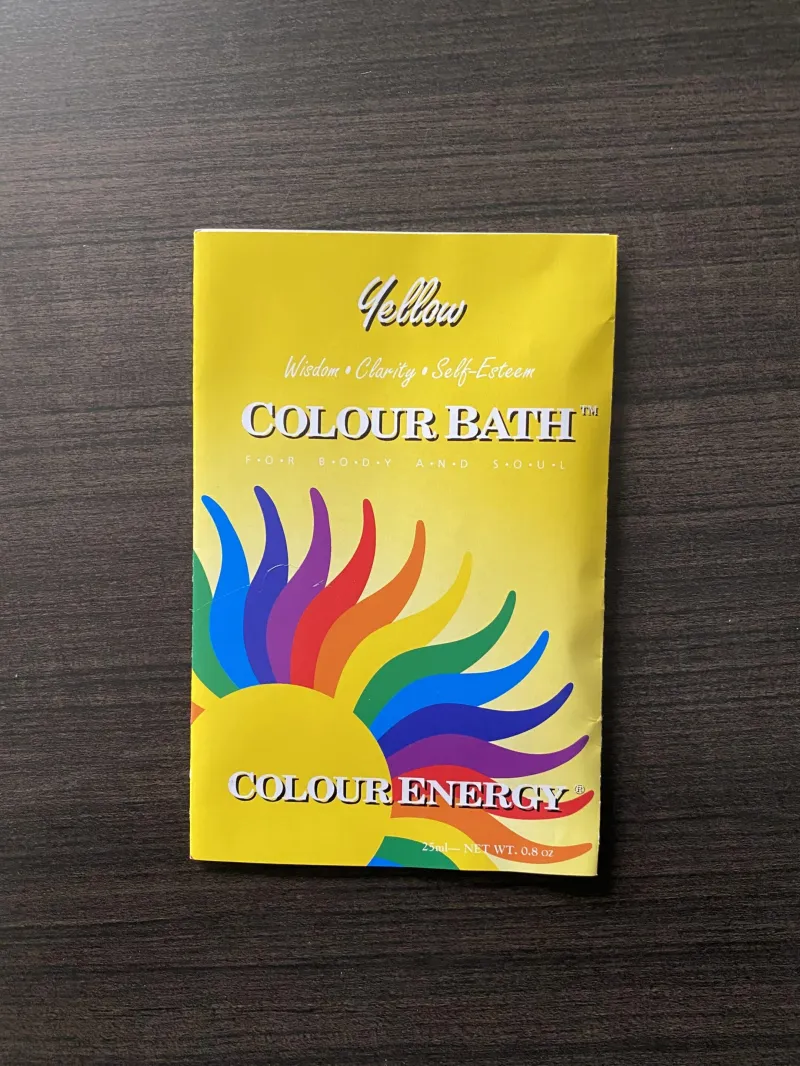 Yellow
Wisdom • Clarity • Self-Esteem
COLOUR BATH™
F·O·R B·O·D·Y A·N·D S·O·U·L
COLOUR ENERGY®
25ml— NET WT. 0.8 oz